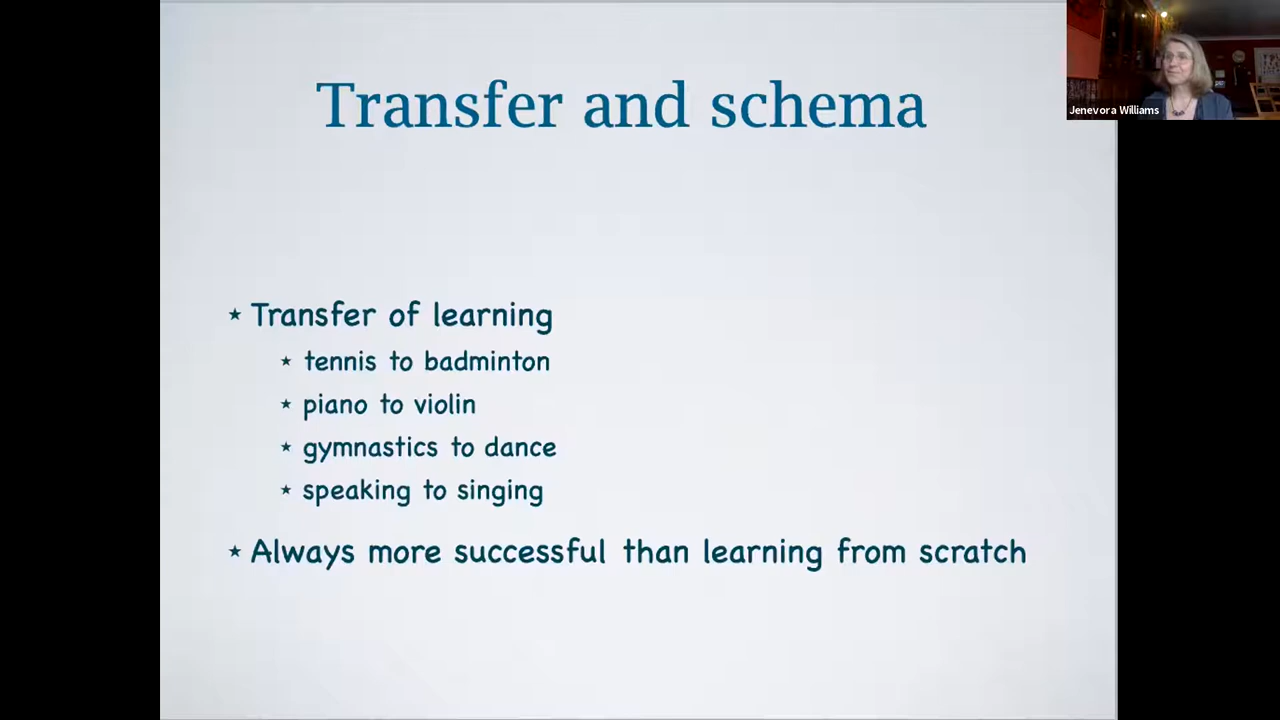 Transfer and schema
Jenevora Williams
★ Transfer of learning
★ tennis to badminton
★ piano to violin
★ gymnastics to dance
★ speaking to singing
★ Always more successful than learning from scratch